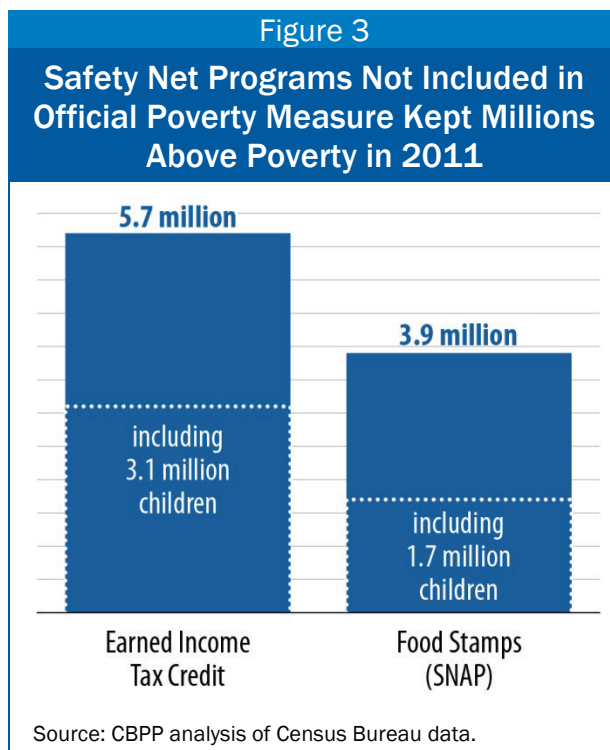 Figure 3
Safety Net Programs Not Included in
Official Poverty Measure Kept Millions
Above Poverty in 2011
5.7 million
3.9 million
including
3.1 million
children
including
1.7 million
children
Earned Income
Tax Credit
Food Stamps
(SNAP)
Source: CBPP analysis of Census Bureau data.